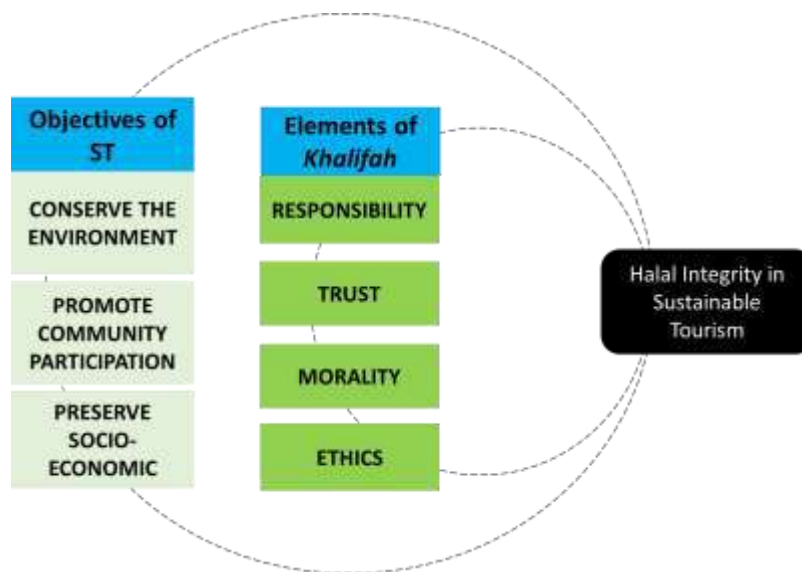 Objectives of
ST
CONSERVE THE
ENVIRONMENT
PROMOTE
COMMUNITY
PARTICIPATION
PRESERVE
SOCIO-
ECONOMIC
Elements of
Khalifah
RESPONSIBILITY
TRUST
MORALITY
ETHICS
Halal Integrity in
Sustainable
Tourism